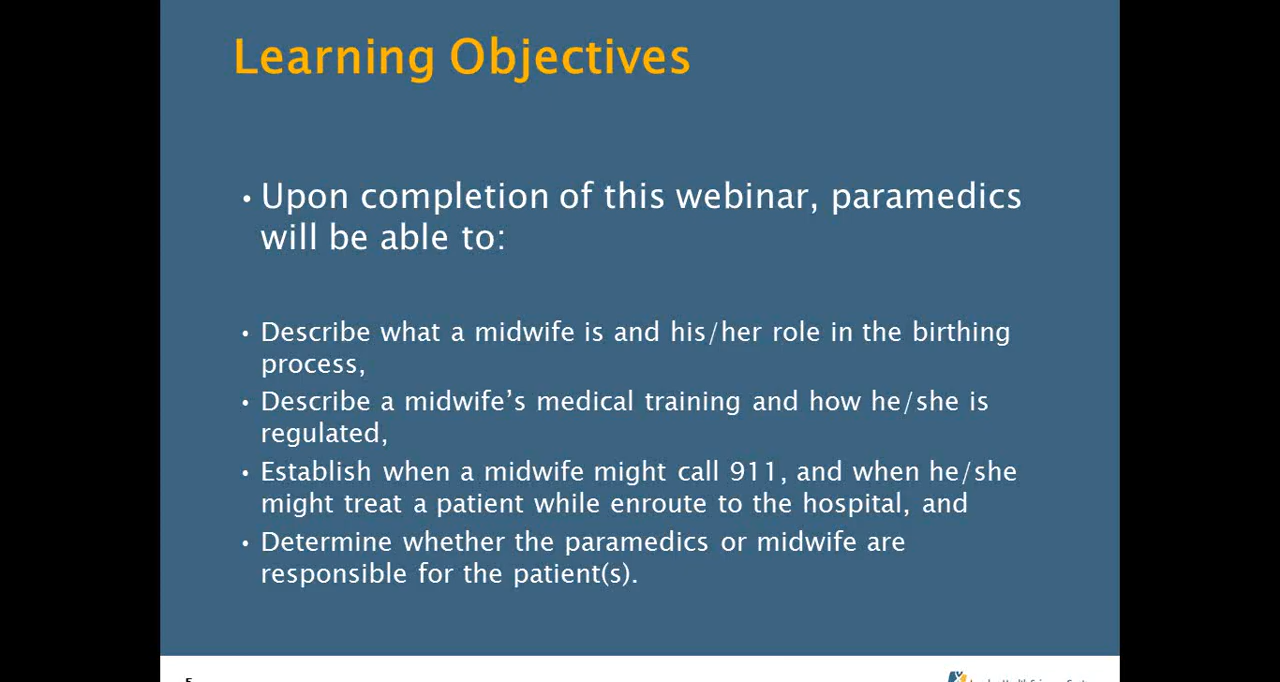 Learning Objectives
• Upon completion of this webinar, paramedics
will be able to:
• Describe what a midwife is and his/her role in the birthing
process,
• Describe a midwife’s medical training and how he/she is
regulated,
• Establish when a midwife might call 911, and when he/she
might treat a patient while enroute to the hospital, and
• Determine whether the paramedics or midwife are
responsible for the patient(s).
5